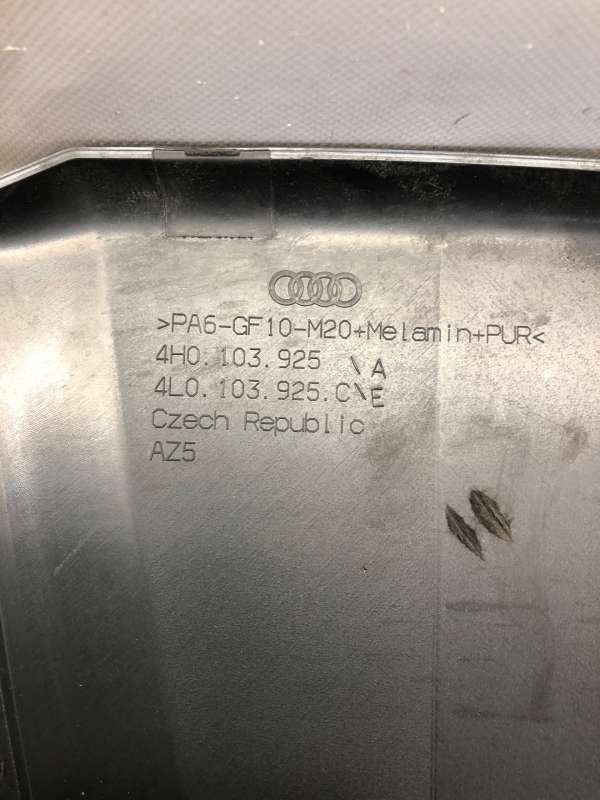 >PA6-GF10-M20+Melamin+PUR<
4H0.103.925 \A
4L0.103.925.C\E
Czech Republic
AZ5